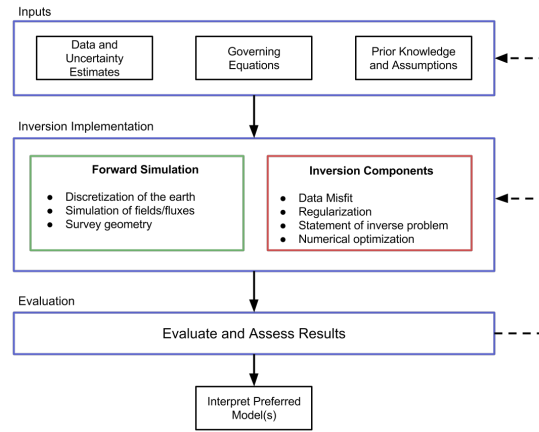 Inputs
Data and
Uncertainty
Estimates
Governing
Equations
Prior Knowledge
and Assumptions
Inversion Implementation
Forward Simulation
● Discretization of the earth
● Simulation of fields/fluxes
● Survey geometry
Inversion Components
● Data Misfit
● Regularization
● Statement of inverse problem
● Numerical optimization
Evaluation
Evaluate and Assess Results
Interpret Preferred
Model(s)